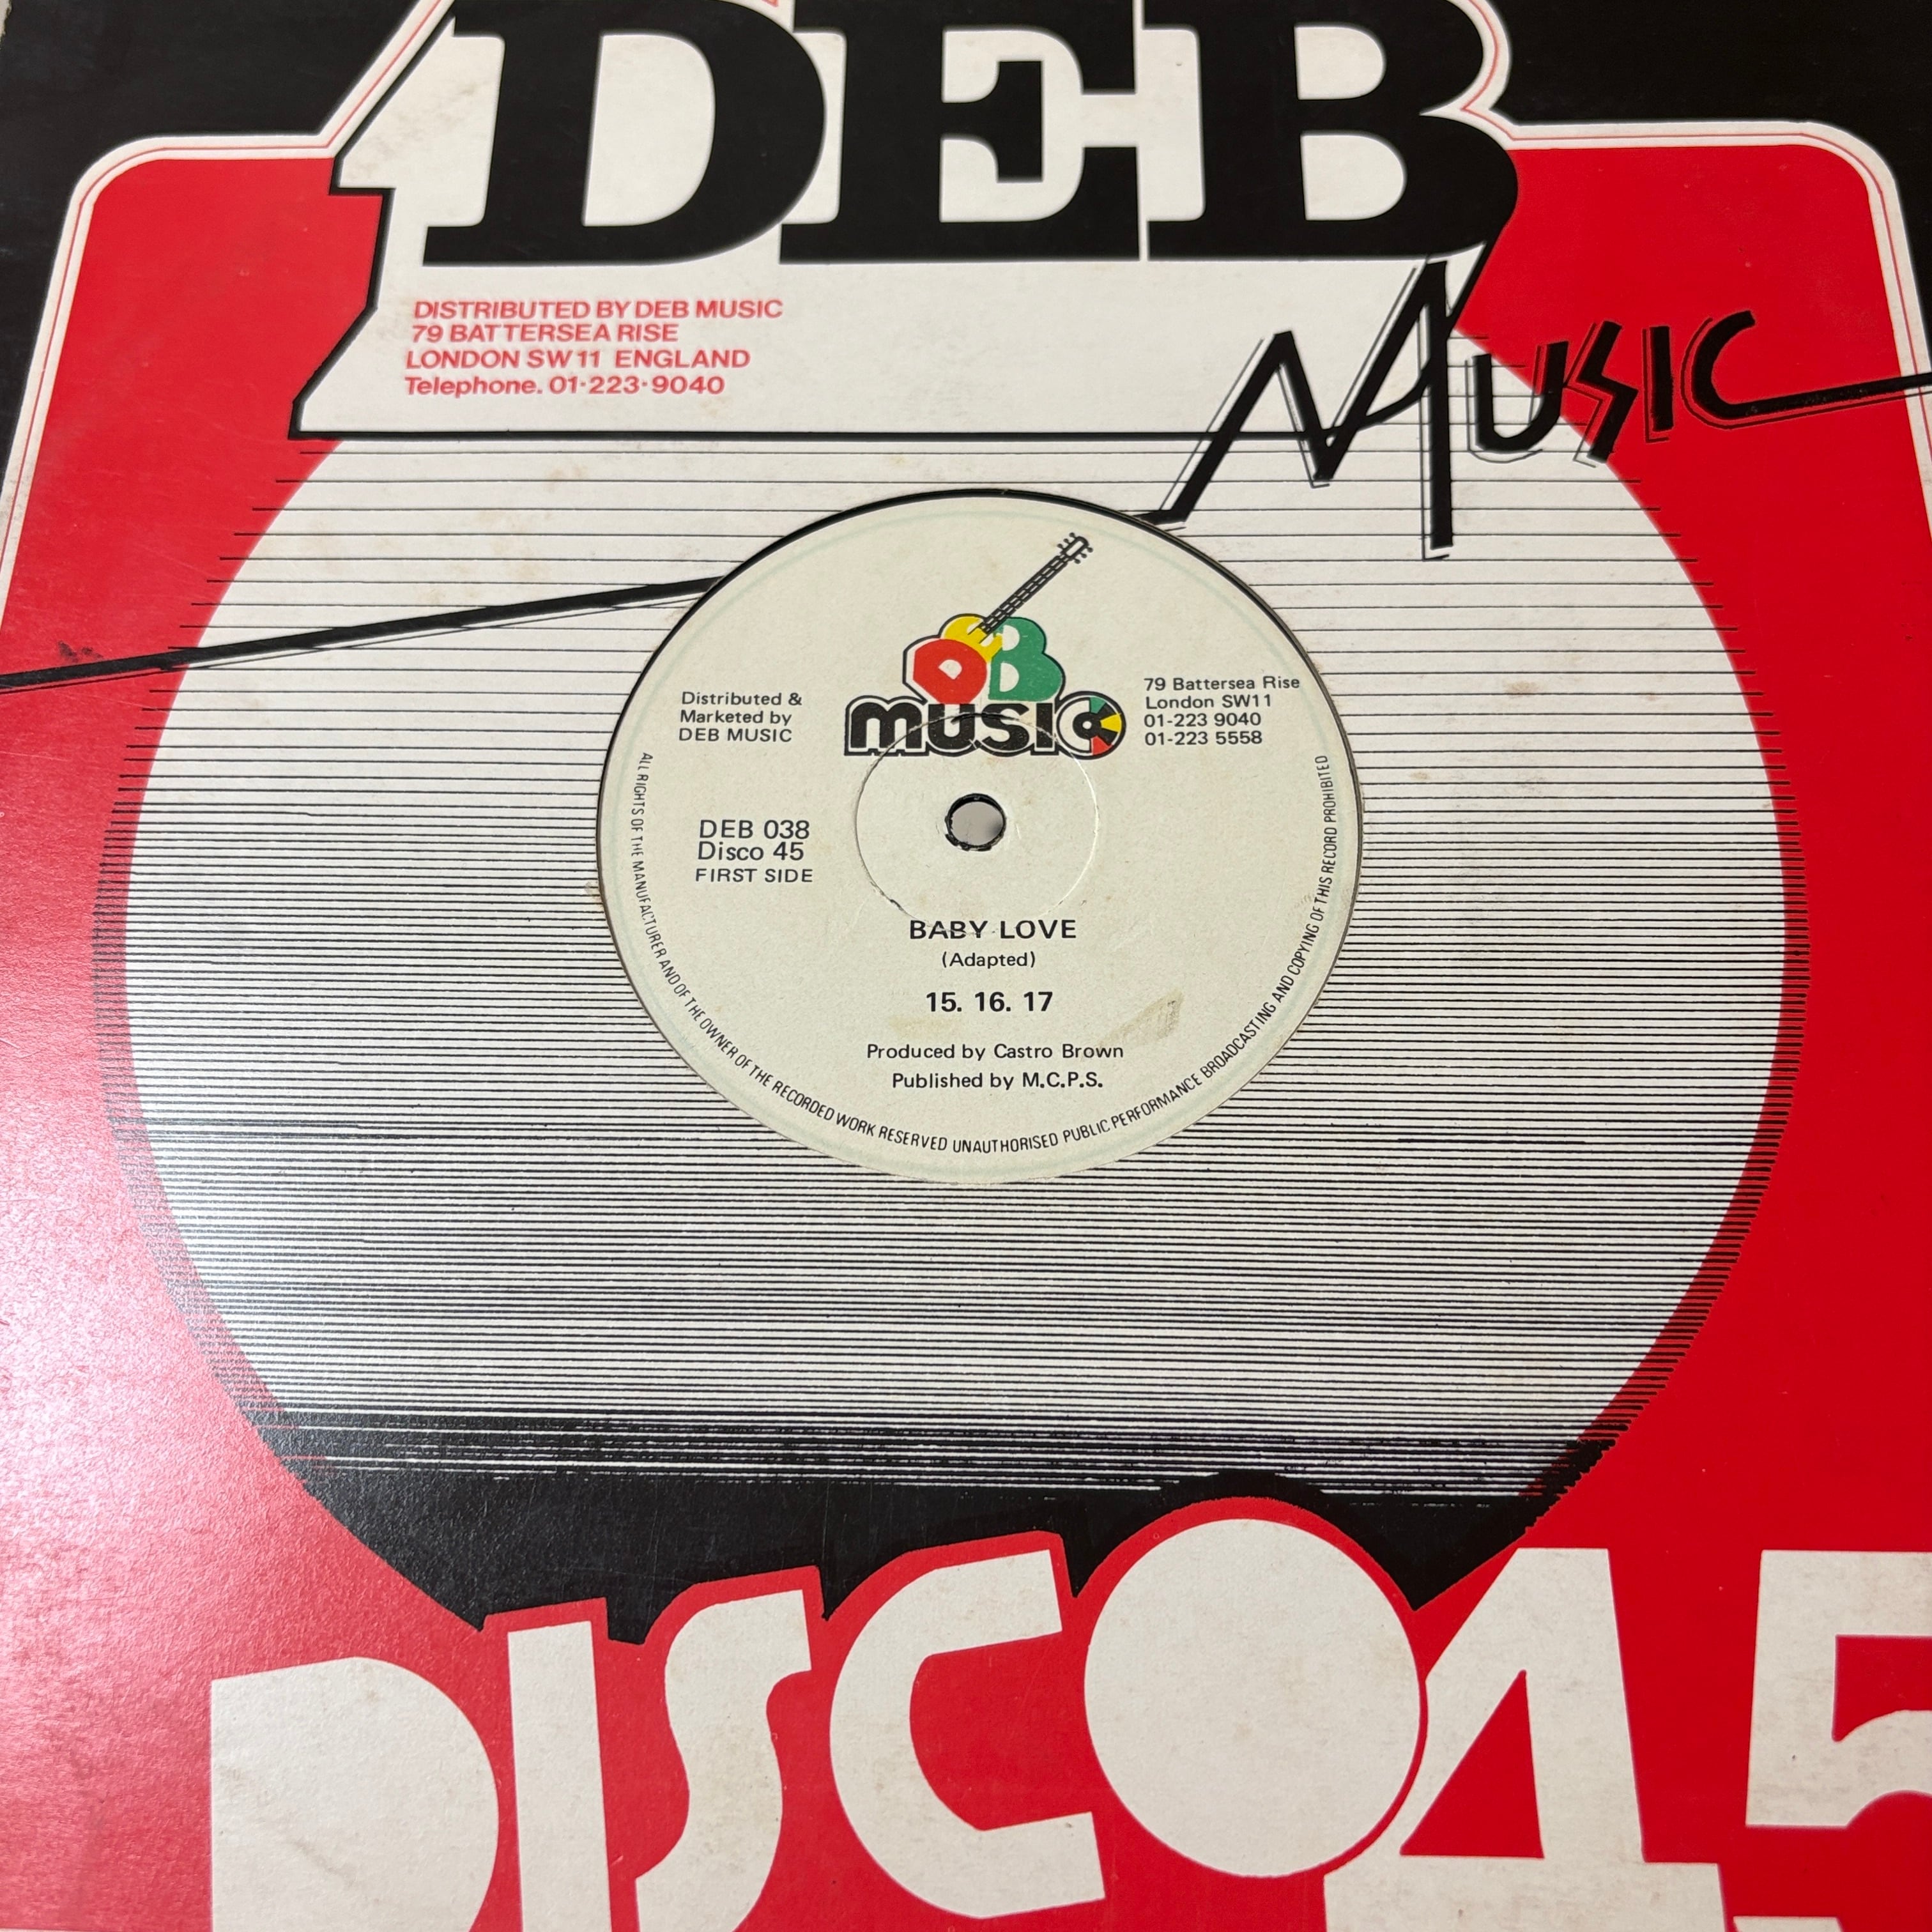 DEB
MUSIC
DISTRIBUTED BY DEB MUSIC
79 BATTERSEA RISE
LONDON SW11 ENGLAND
Telephone. 01·223·9040
DEB
MUSIC
Distributed &
Marketed by
DEB MUSIC
79 Battersea Rise
London SW11
01-223 9040
01-223 5558
DEB 038
Disco 45
FIRST SIDE
BABY LOVE
(Adapted)
15. 16. 17
Produced by Castro Brown
Published by M.C.P.S.
ALL RIGHTS OF THE MANUFACTURER AND OF THE OWNER OF THE RECORDED WORK RESERVED UNAUTHORISED PUBLIC PERFORMANCE BROADCASTING AND COPYING OF THIS RECORD PROHIBITED
DISCO 45